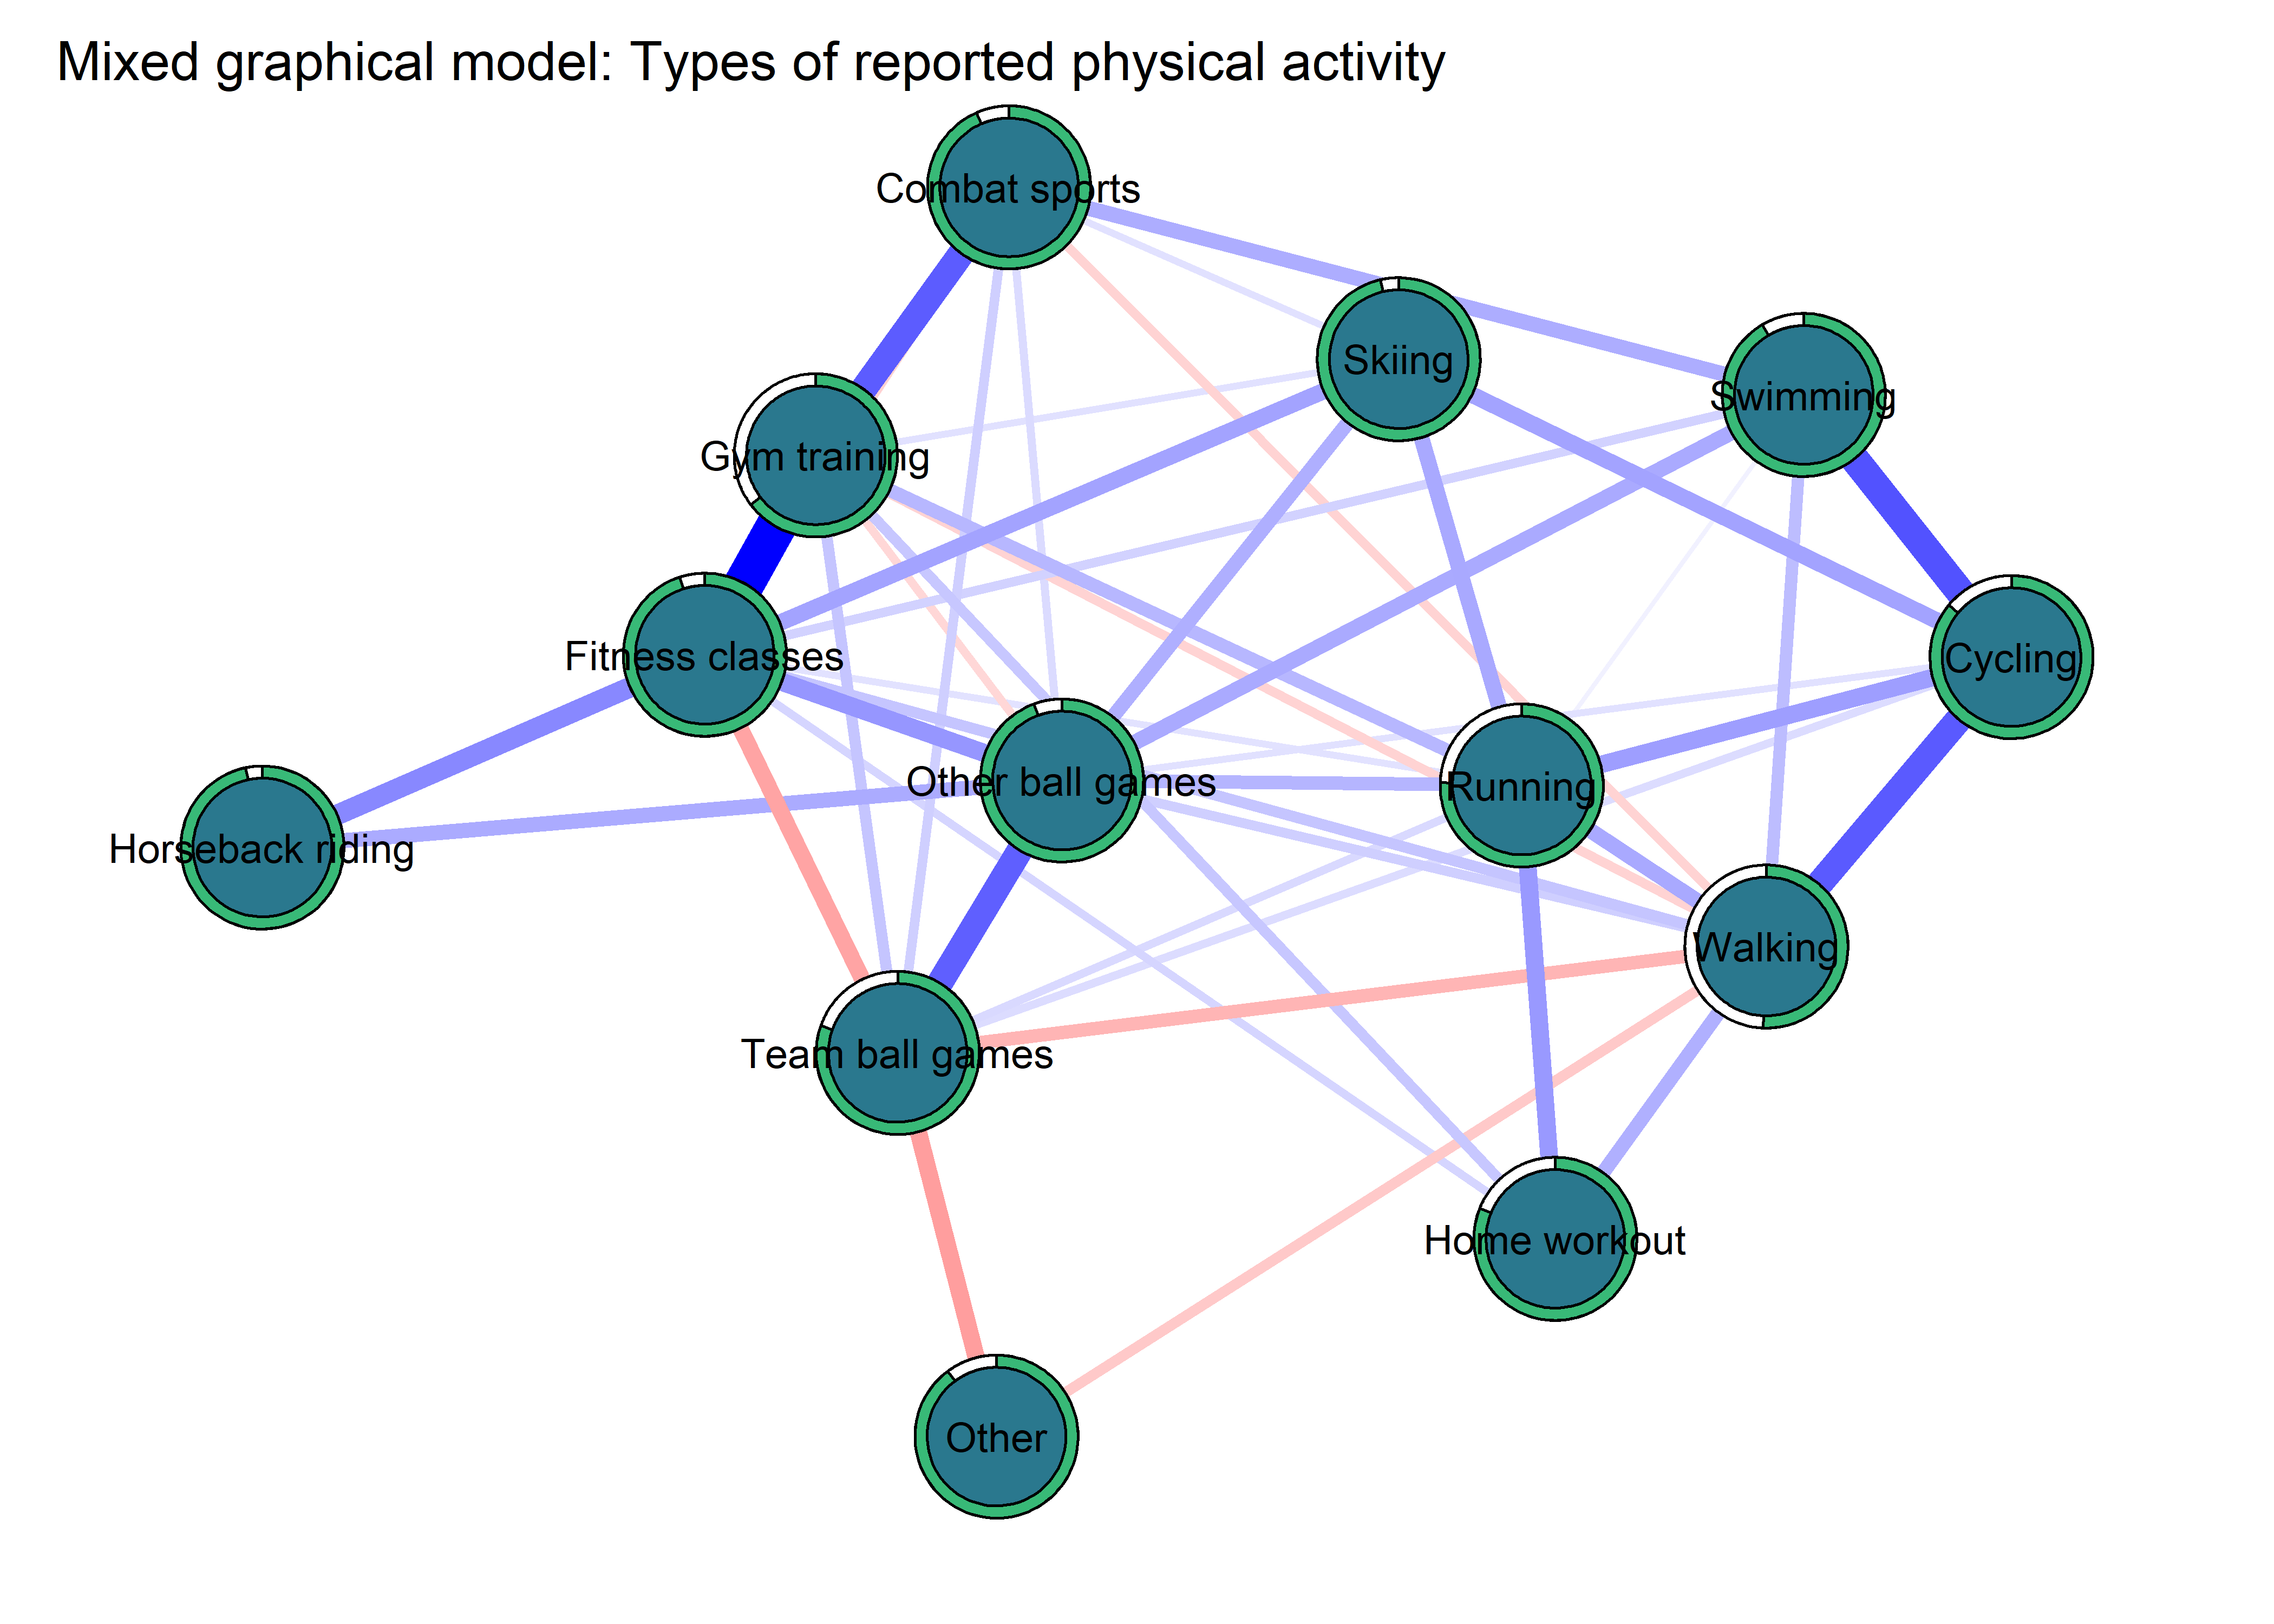 Mixed graphical model: Types of reported physical activity
Combat sports
Skiing
Swimming
Gym training
Fitness classes
Cycling
Other ball games
Running
Horseback riding
Walking
Team ball games
Home workout
Other